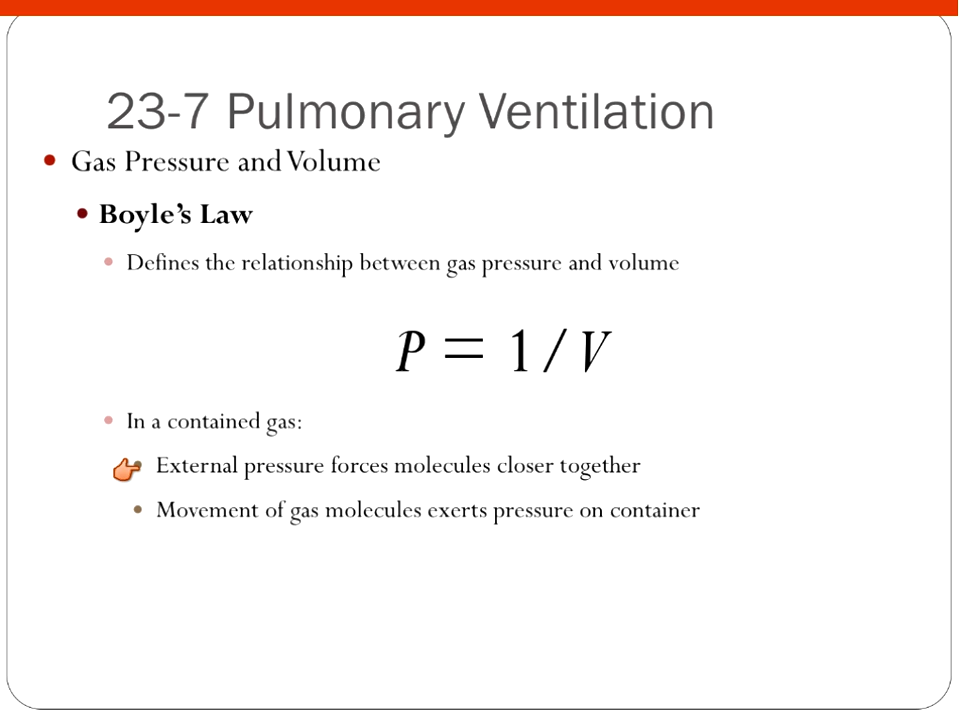 23-7 Pulmonary Ventilation
Gas Pressure and Volume
Boyle's Law
Defines the relationship between gas pressure and volume
P = 1 / V
In a contained gas:
External pressure forces molecules closer together
Movement of gas molecules exerts pressure on container